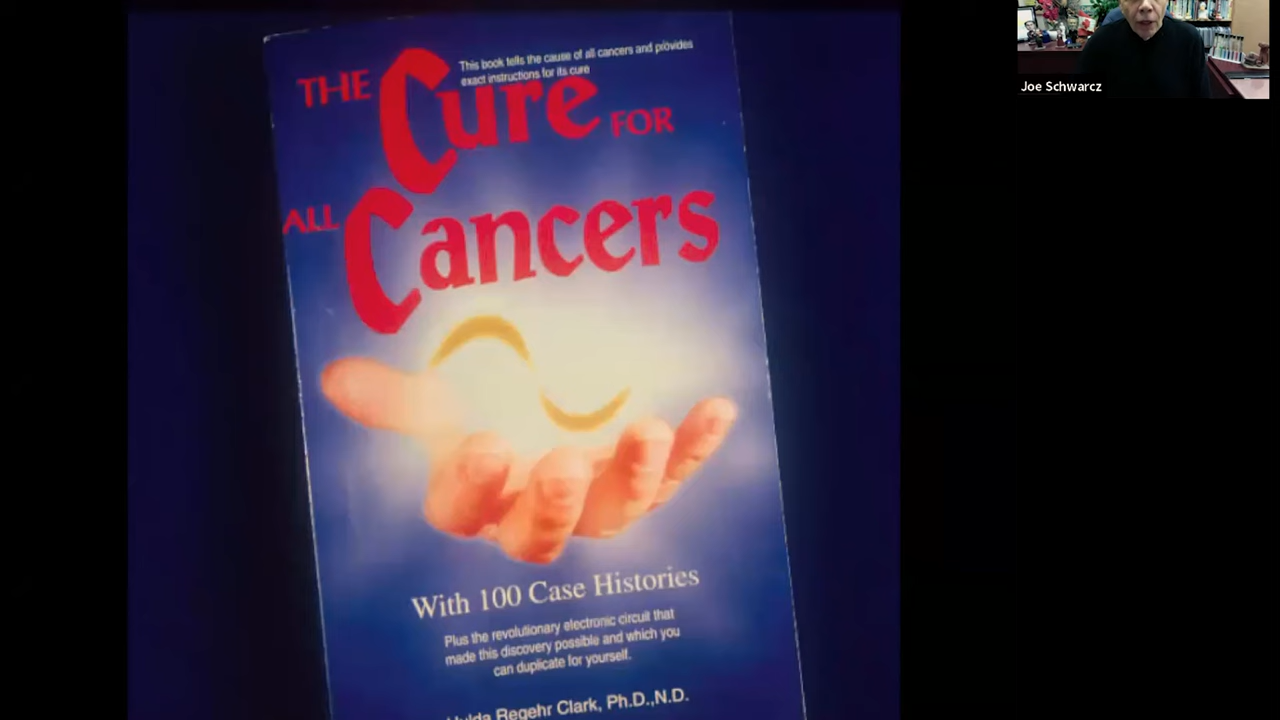 This book tells the cause of all cancers and provides
exact instructions for its cure
THE Cure FOR
ALL Cancers
With 100 Case Histories
Plus the revolutionary electronic circuit that
made this discovery possible and which you
can duplicate for yourself.
Hulda Regehr Clark, Ph.D.,N.D.
Joe Schwarcz